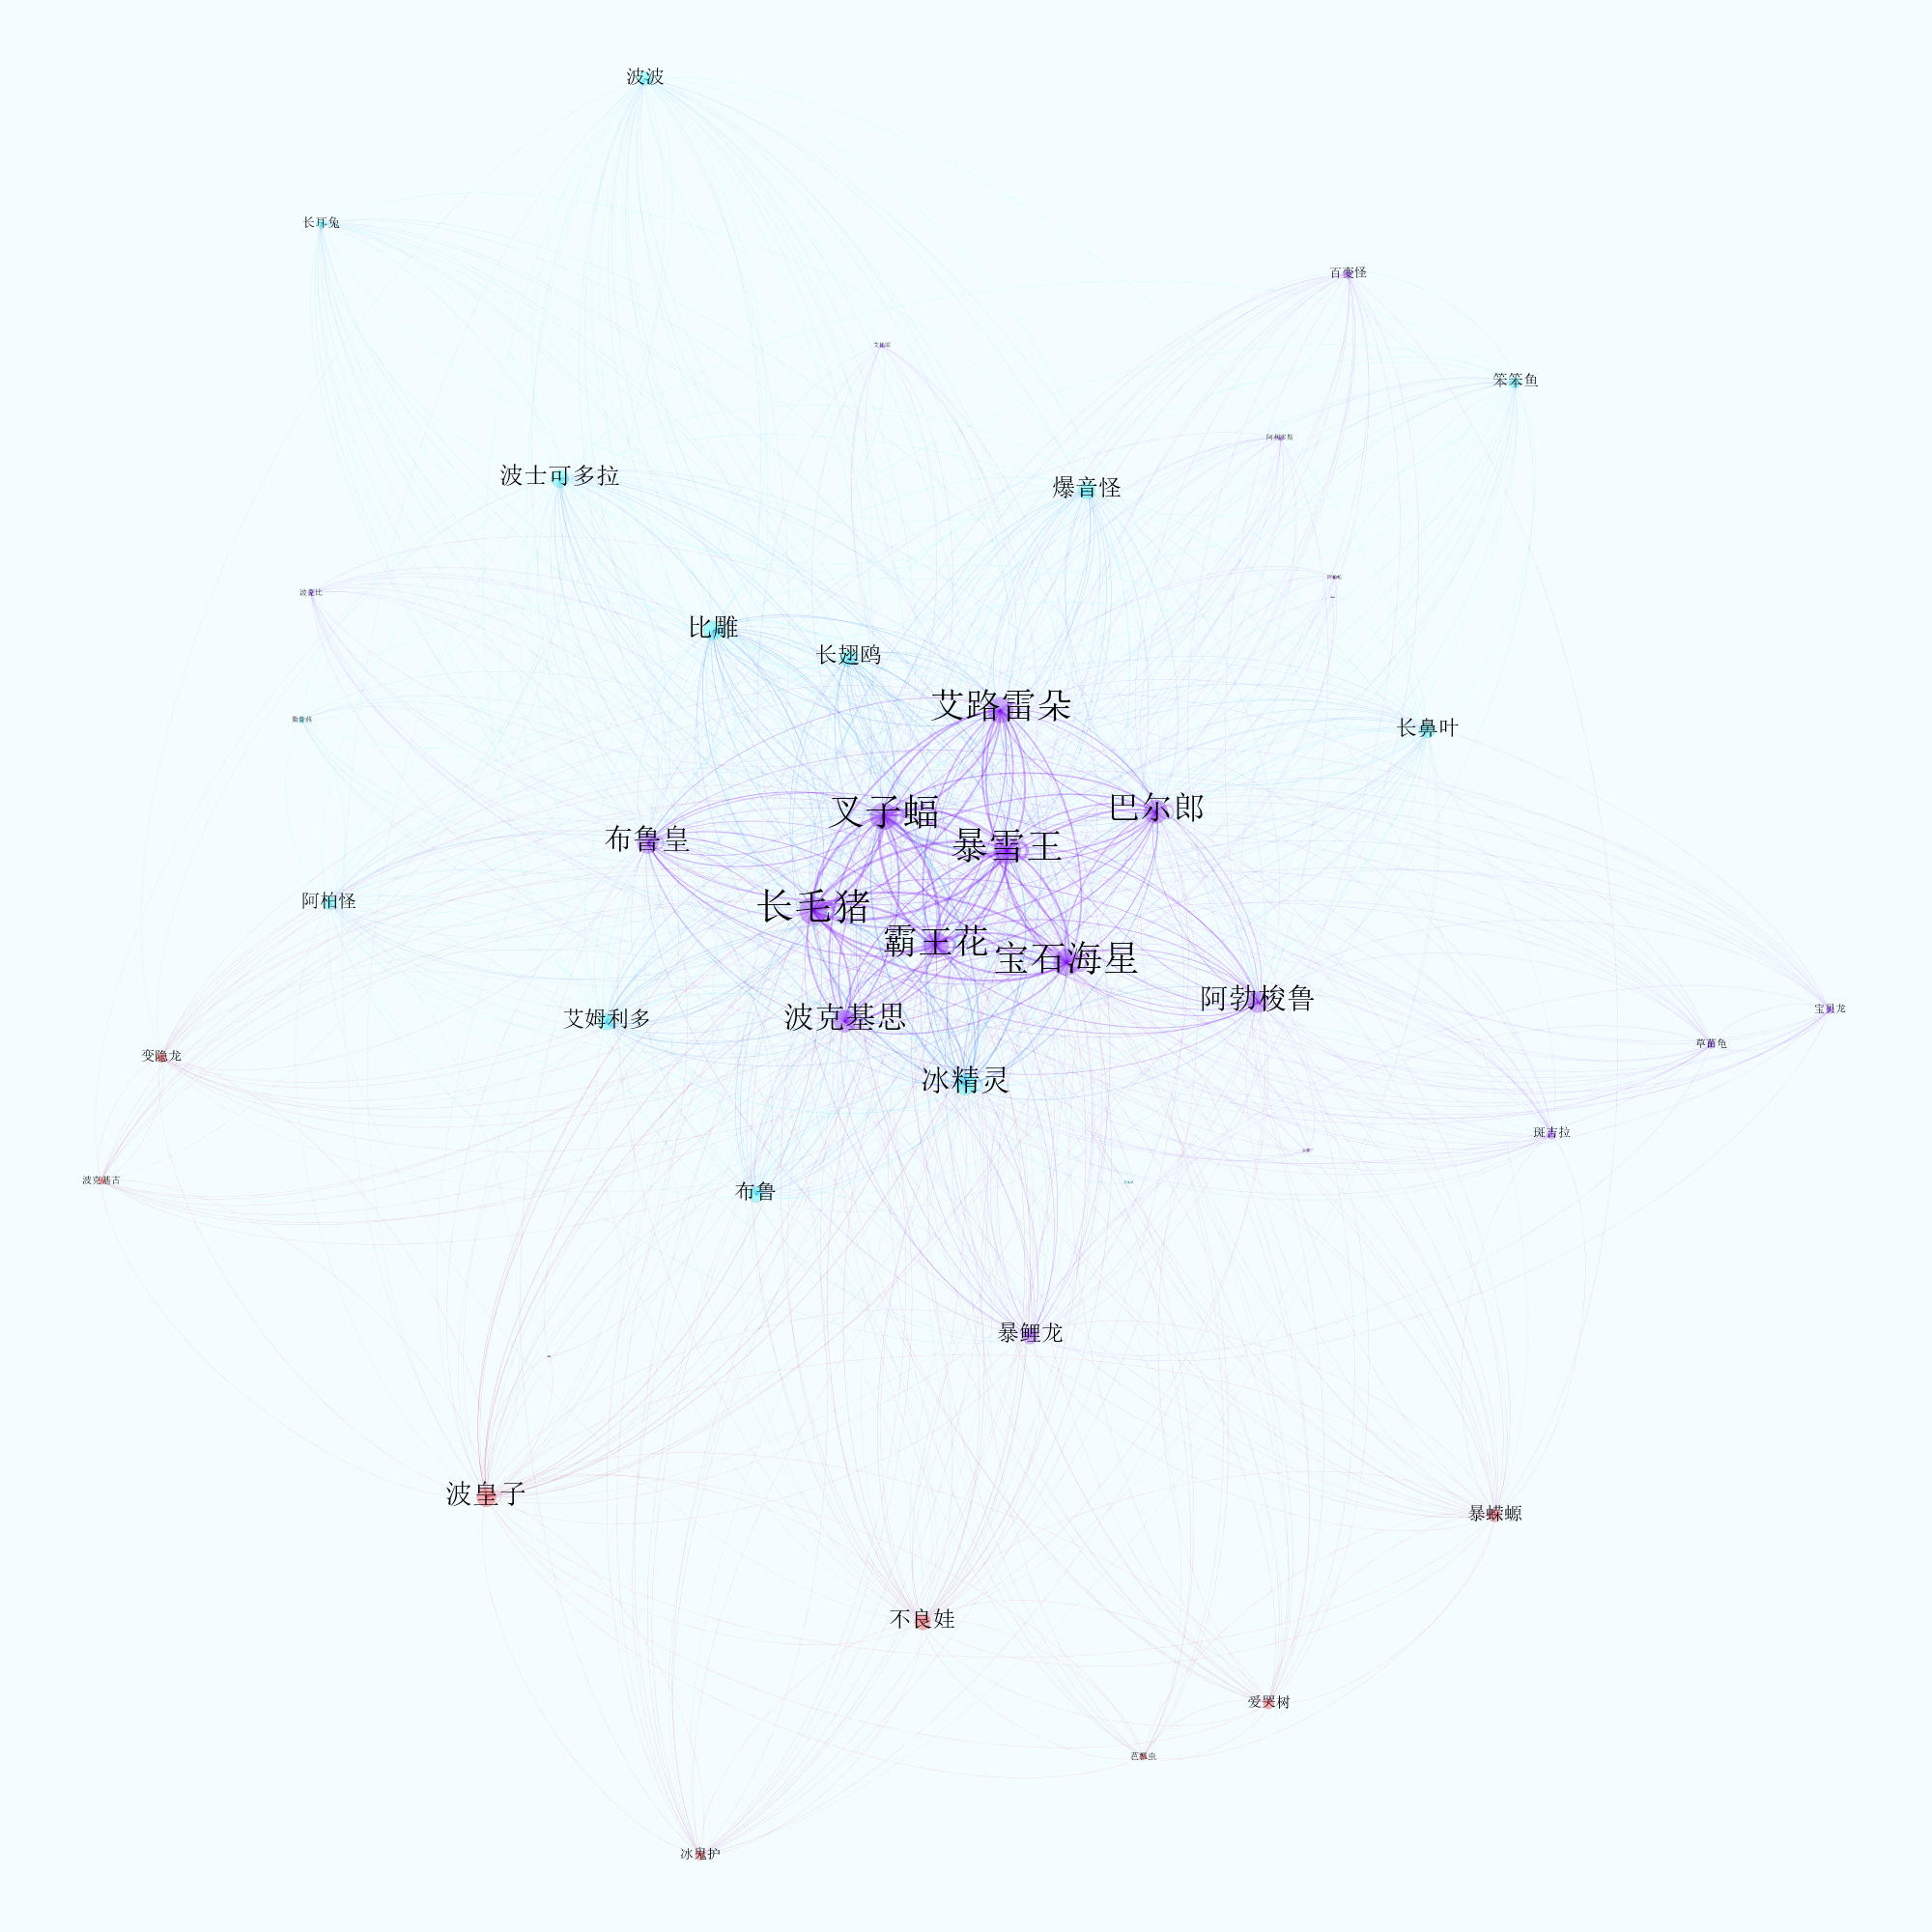 波波
长耳兔
百变怪
笨笨鱼
阿利多斯
波士可多拉
爆音怪
波克比
比雕
长翅鸥
艾路雷朵
长鼻叶
叉子蝠
巴尔郎
布鲁皇
暴雪王
阿柏怪
长毛猪
霸王花
宝石海星
阿勃梭鲁
宝贝龙
波克基思
艾姆利多
草苗龟
变隐龙
冰精灵
斑吉拉
波克基古
布鲁
暴鲤龙
波皇子
暴蝾螈
不良娃
爱哭树
芭瓢虫
冰鬼护